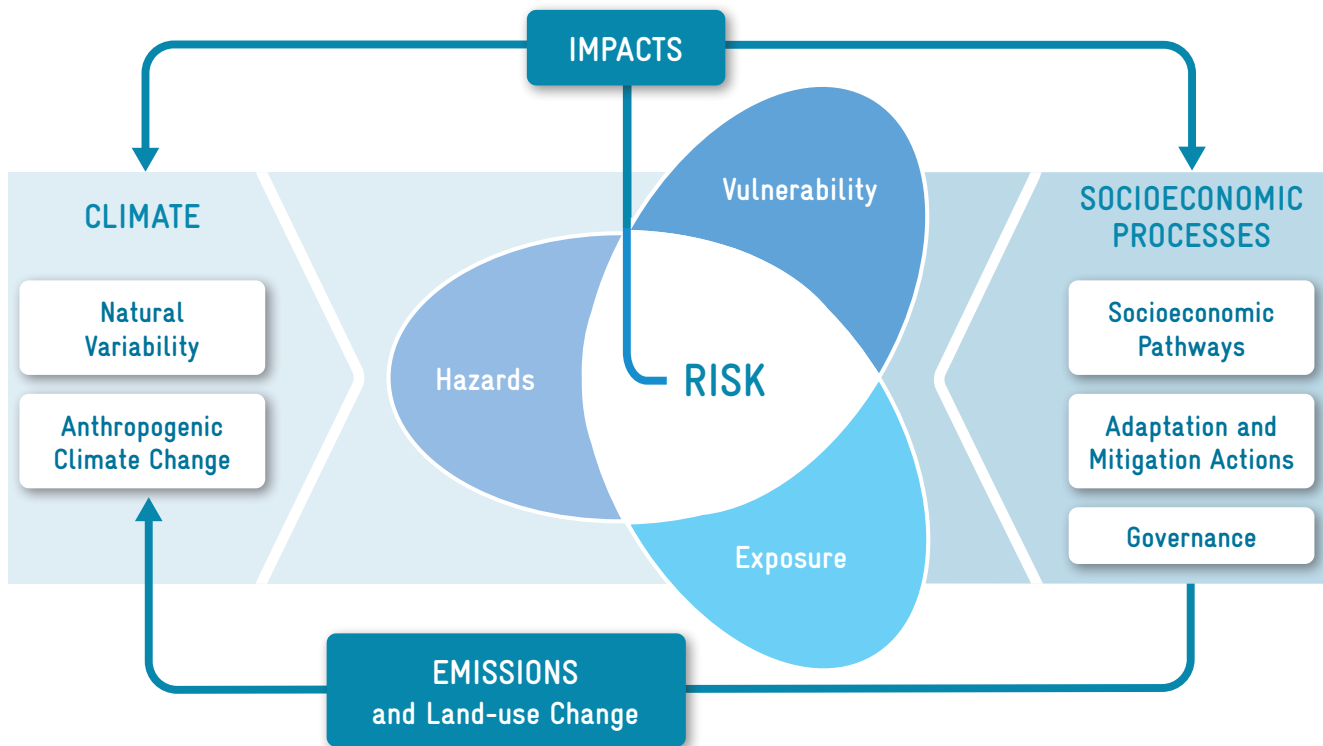 IMPACTS
Vulnerability
CLIMATE
SOCIOECONOMIC
PROCESSES
Natural
Variability
Socioeconomic
Pathways
Hazards
RISK
Anthropogenic
Climate Change
Adaptation and
Mitigation Actions
Governance
Exposure
EMISSIONS
and Land-use Change